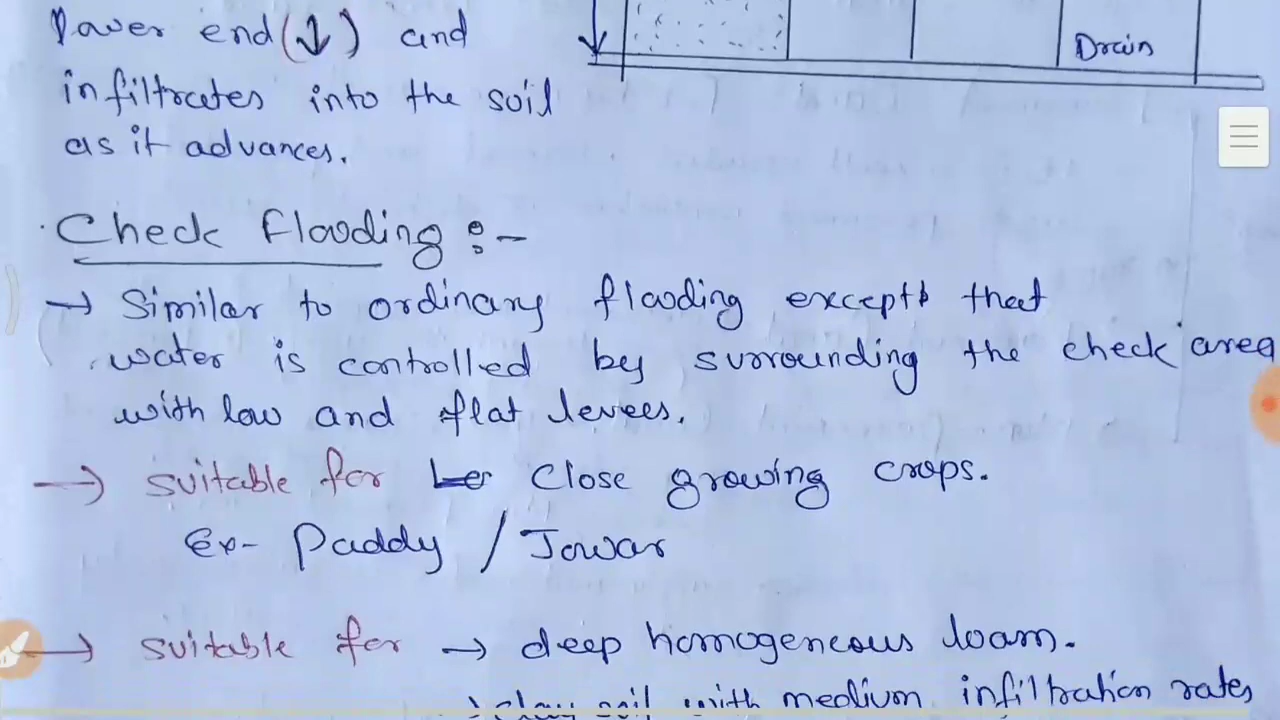 lower end (↓) and
infiltrates into the soil
as it advances.
Drain
Check flooding :-
→ Similar to ordinary flooding except that
water is controlled by surrounding the check area
with low and flat levees.
→ suitable for close growing crops.
Ex- Paddy / Jowar
→ suitable for → deep homogeneous loam.
→ clay soil with medium infiltration rates